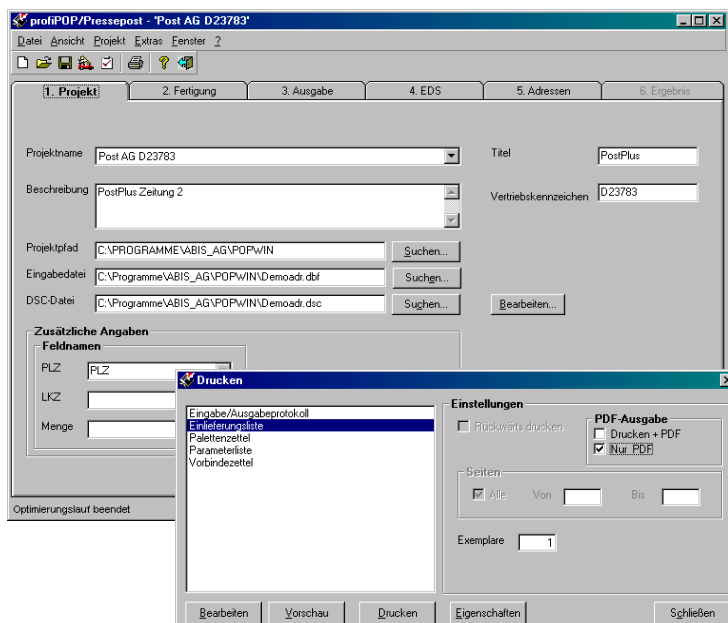 profiPOP/Pressepost - 'Post AG D23783'
Datei Ansicht Projekt Extras Fenster ?
1. Projekt 2. Fertigung 3. Ausgabe 4. EDS 5. Adressen 6. Ergebnis
Projektname Post AG D23783 Titel PostPlus
Beschreibung PostPlus Zeitung 2 Vertriebskennzeichen D23783
Projektpfad C:\PROGRAMME\ABIS_AG\POPWIN Suchen...
Eingabedatei C:\Programme\ABIS_AG\POPWIN\Demoadr.dbf Suchen...
DSC-Datei C:\Programme\ABIS_AG\POPWIN\Demoadr.dsc Suchen... Bearbeiten...
Zusätzliche Angaben
Feldnamen
PLZ PLZ
LKZ
Menge
Optimierungslauf beendet
Drucken
Eingabe/Ausgabeprotokoll
Einlieferungsliste
Palettenzettel
Parameterliste
Vorbindezettel
Einstellungen
Rückwärts drucken
PDF-Ausgabe
Drucken + PDF
Nur PDF
Seiten
Alle Von Bis
Exemplare 1
Bearbeiten Vorschau Drucken Eigenschaften Schließen